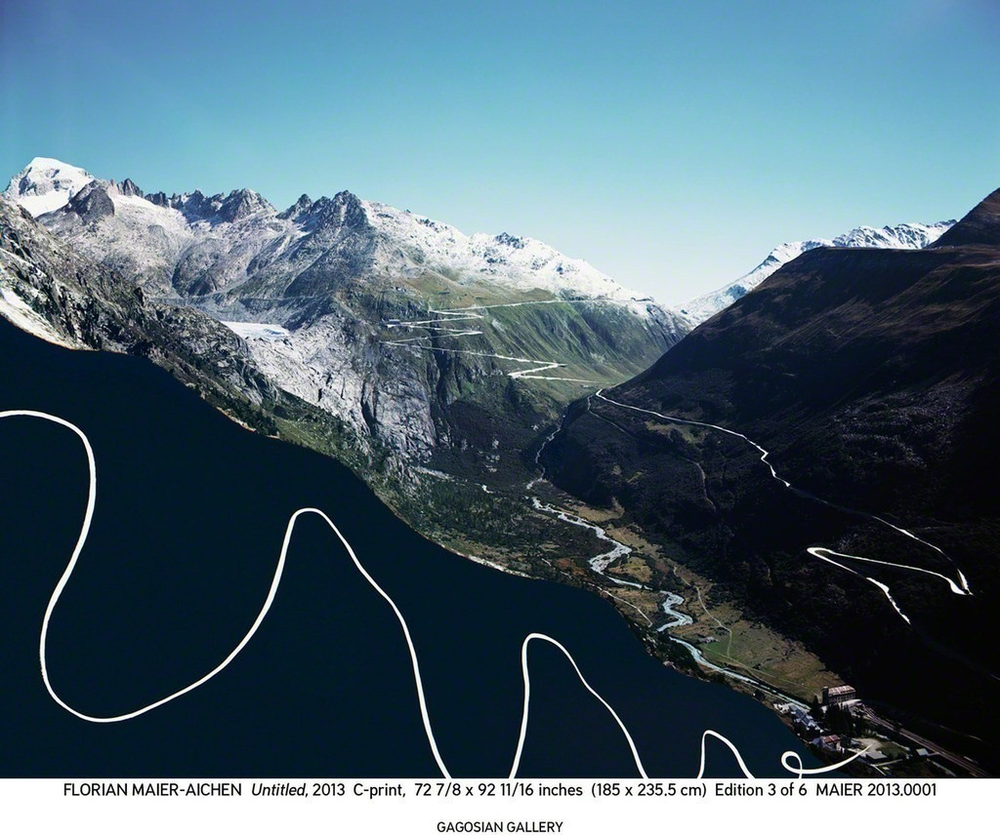 FLORIAN MAIER-AICHEN Untitled, 2013 C-print, 72 7/8 x 92 11/16 inches (185 x 235.5 cm) Edition 3 of 6 MAIER 2013.0001
GAGOSIAN GALLERY